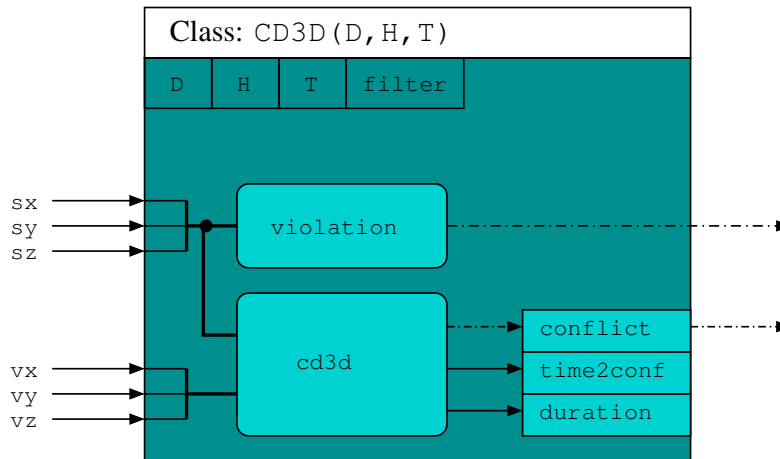 Class: CD3D(D,H,T)
D H T filter
sx
sy
sz
violation
vx
vy
vz
cd3d
conflict
time2conf
duration